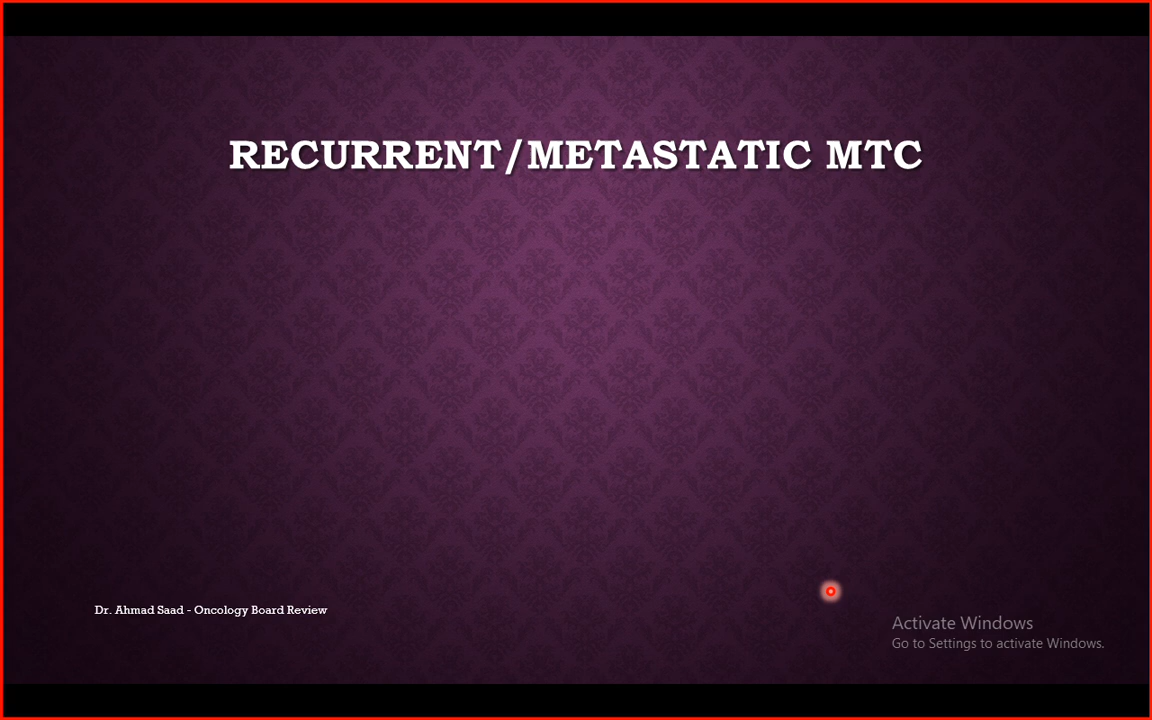 RECURRENT/METASTATIC MTC
Dr. Ahmad Saad - Oncology Board Review
Activate Windows
Go to Settings to activate Windows.